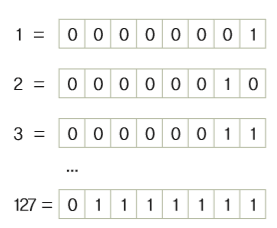 1 = 0 0 0 0 0 0 0 1
2 = 0 0 0 0 0 0 1 0
3 = 0 0 0 0 0 0 1 1
...
127 = 0 1 1 1 1 1 1 1